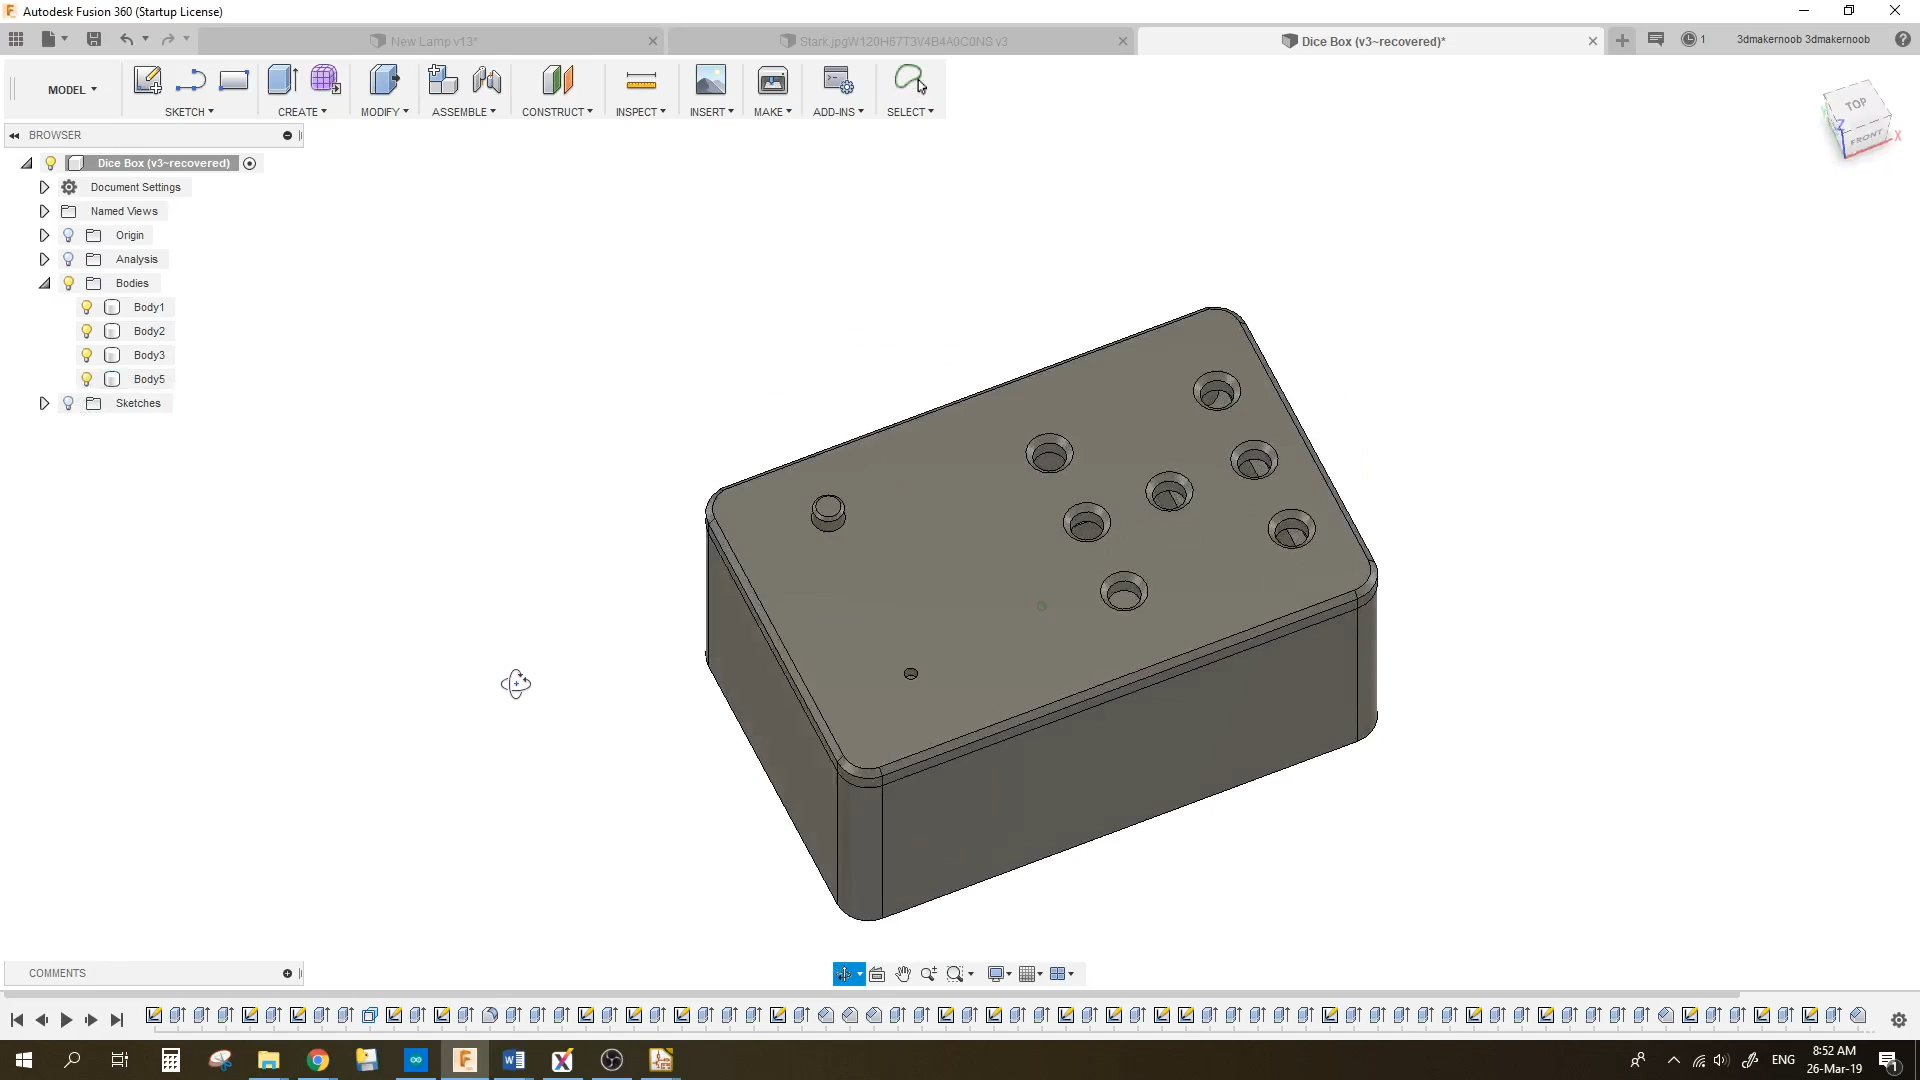 Autodesk Fusion 360 (Startup License)
New Lamp v13*
Stark.jpgW120H67T3V4B4A0C0NS v3
Dice Box (v3~recovered)*
1
3dmakernoob 3dmakernoob
MODEL
SKETCH
CREATE
MODIFY
ASSEMBLE
CONSTRUCT
INSPECT
INSERT
MAKE
ADD-INS
SELECT
TOP
FRONT
Z
X
BROWSER
Dice Box (v3~recovered)
Document Settings
Named Views
Origin
Analysis
Bodies
Body1
Body2
Body3
Body5
Sketches
COMMENTS
ENG
8:52 AM
26-Mar-19
1